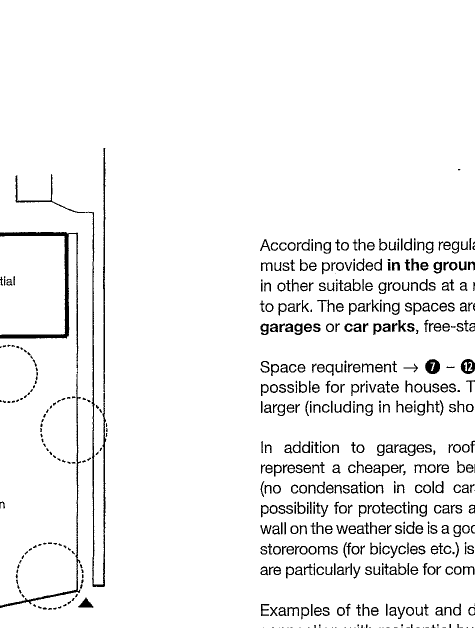 tial
n
According to the building regula
must be provided in the groun
in other suitable grounds at a
to park. The parking spaces are
garages or car parks, free-sta
Space requirement → ❼ – ⓬
possible for private houses. T
larger (including in height) sho
In addition to garages, roof
represent a cheaper, more be
(no condensation in cold car
possibility for protecting cars a
wall on the weather side is a goo
storerooms (for bicycles etc.) is
are particularly suitable for com
Examples of the layout and d